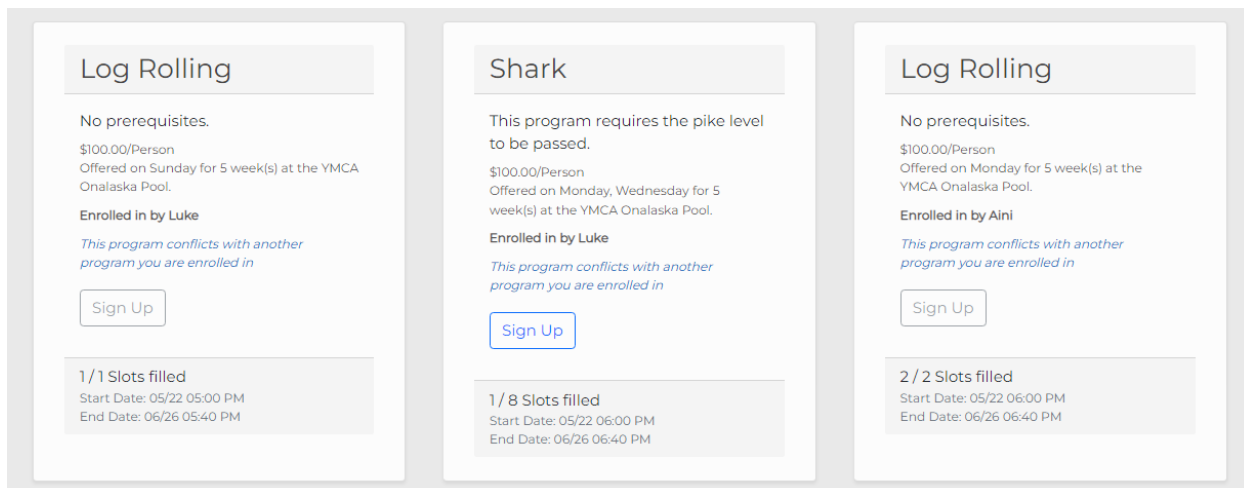 Log Rolling
No prerequisites.
$100.00/Person
Offered on Sunday for 5 week(s) at the YMCA
Onalaska Pool.
Enrolled in by Luke
This program conflicts with another
program you are enrolled in
Sign Up
1 / 1 Slots filled
Start Date: 05/22 05:00 PM
End Date: 06/26 05:40 PM
Shark
This program requires the pike level
to be passed.
$100.00/Person
Offered on Monday, Wednesday for 5
week(s) at the YMCA Onalaska Pool.
Enrolled in by Luke
This program conflicts with another
program you are enrolled in
Sign Up
1 / 8 Slots filled
Start Date: 05/22 06:00 PM
End Date: 06/26 06:40 PM
Log Rolling
No prerequisites.
$100.00/Person
Offered on Monday for 5 week(s) at the
YMCA Onalaska Pool.
Enrolled in by Aini
This program conflicts with another
program you are enrolled in
Sign Up
2 / 2 Slots filled
Start Date: 05/22 06:00 PM
End Date: 06/26 06:40 PM